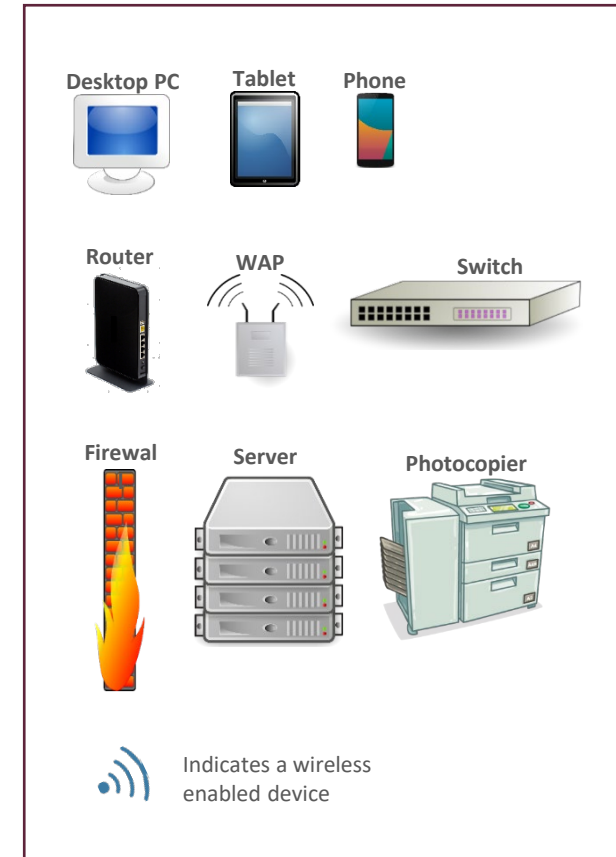 Desktop PC
Tablet
Phone
Router
WAP
Switch
Firewal
Server
Photocopier
Indicates a wireless
enabled device